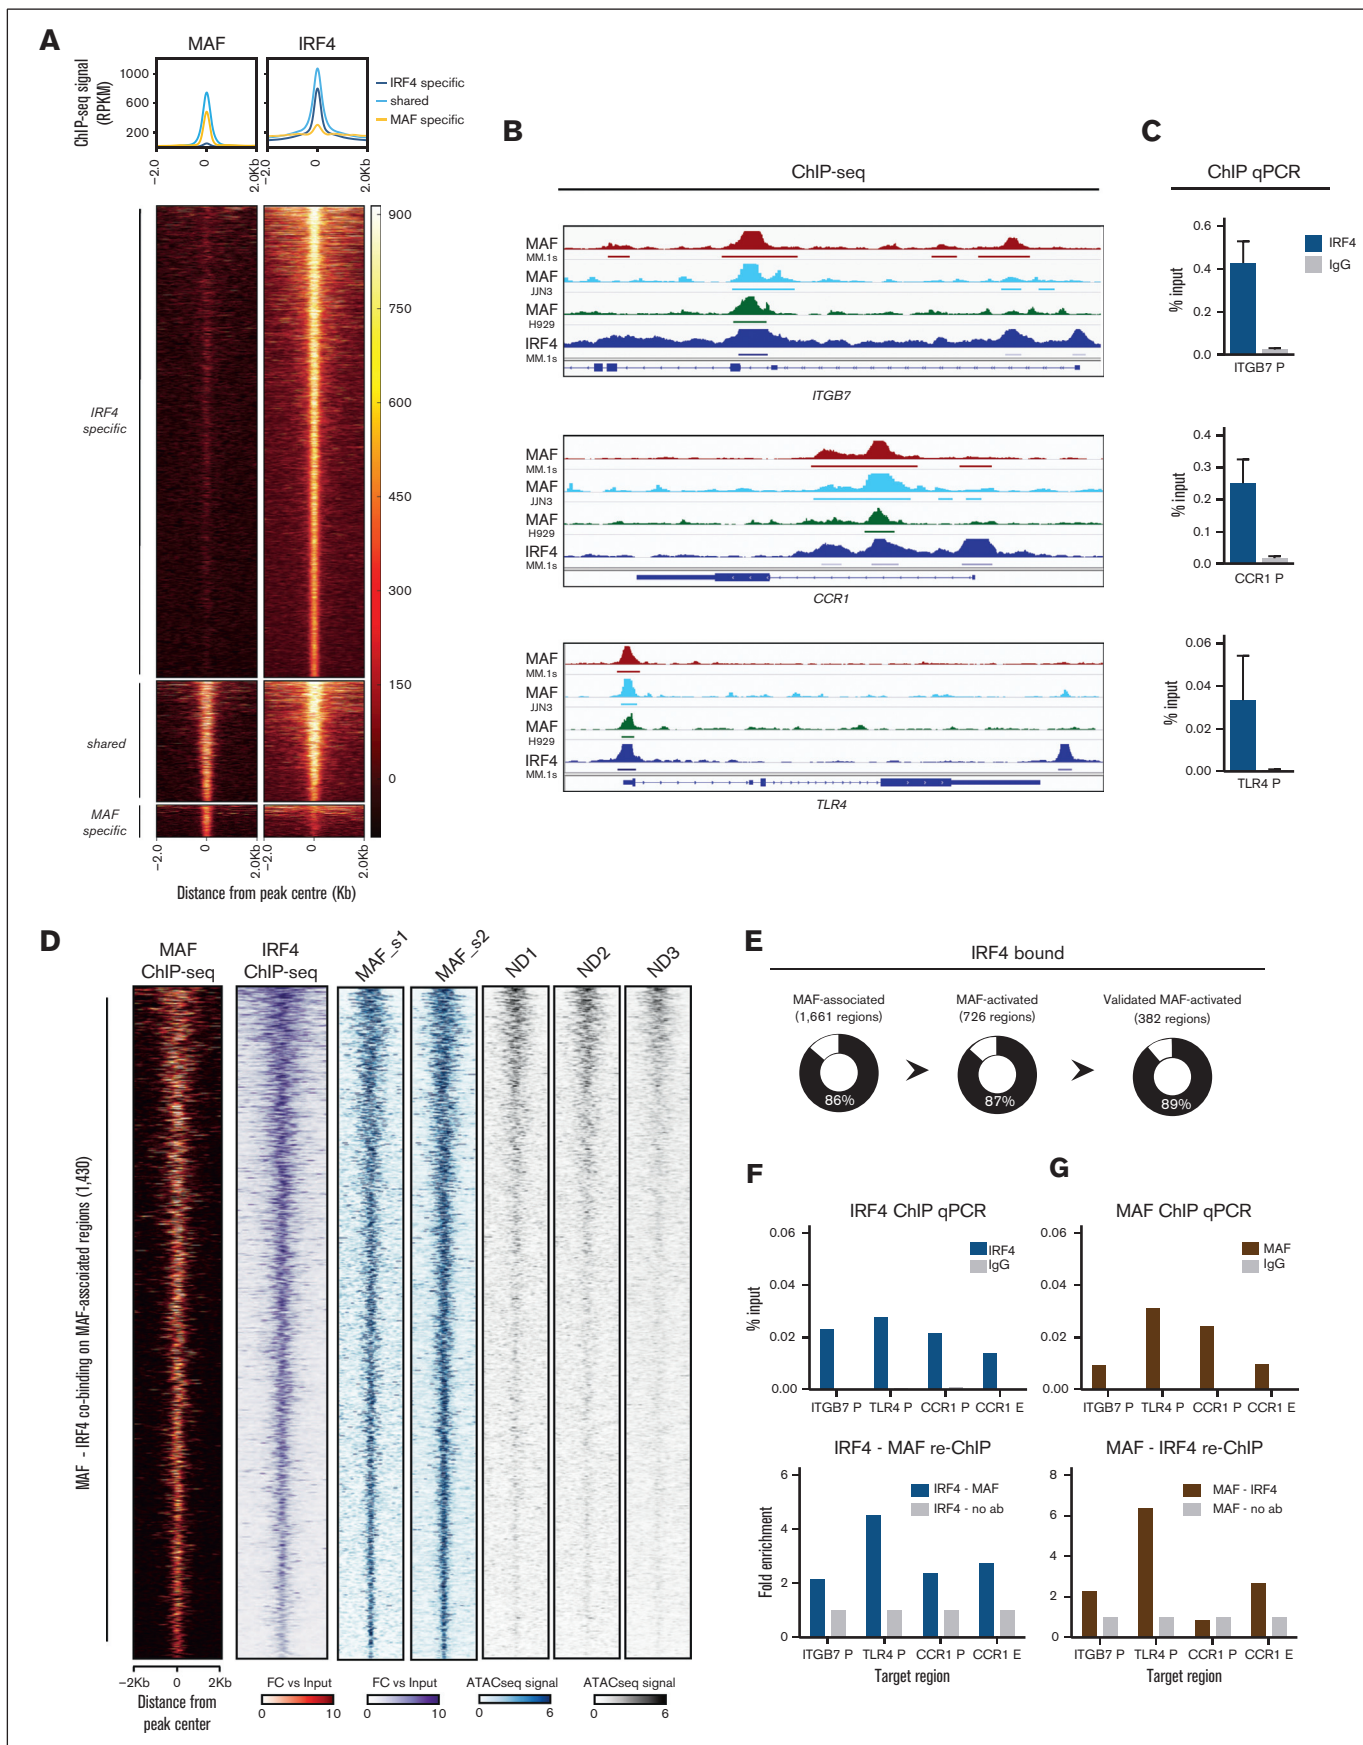 A
MAF
IRF4
ChIP-seq signal
(RPKM)
1000
600
200
−2.0
0
2.0Kb
−2.0
0
2.0Kb
IRF4 specific
shared
MAF specific
IRF4
specific
shared
MAF
specific
900
750
600
450
300
150
0
−2.0
0
2.0Kb
−2.0
0
2.0Kb
Distance from peak centre (Kb)
B
ChIP-seq
MAF
MM.1s
MAF
JJN3
MAF
H929
IRF4
MM.1s
ITGB7
MAF
MM.1s
MAF
JJN3
MAF
H929
IRF4
MM.1s
CCR1
MAF
MM.1s
MAF
JJN3
MAF
H929
IRF4
MM.1s
TLR4
C
ChIP qPCR
% input
0.6
0.4
0.2
0.0
ITGB7 P
IRF4
IgG
% input
0.4
0.3
0.2
0.1
0.0
CCR1 P
% input
0.06
0.04
0.02
0.00
TLR4 P
D
MAF
ChIP-seq
IRF4
ChIP-seq
MAF_s1
MAF_s2
ND1
ND2
ND3
MAF - IRF4 co-binding on MAF-asscoiated regions (1,430)
−2Kb
0
2Kb
Distance from
peak center
FC vs Input
0
10
FC vs Input
0
10
ATACseq signal
0
6
ATACseq signal
0
6
E
IRF4 bound
MAF-associated
(1,661 regions)
86%
MAF-activated
(726 regions)
87%
Validated MAF-activated
(382 regions)
89%
F
IRF4 ChIP qPCR
% input
0.06
0.04
0.02
0.00
IRF4
IgG
ITGB7 P
TLR4 P
CCR1 P
CCR1 E
IRF4 - MAF re-ChIP
Fold enrichment
6
4
2
0
IRF4 - MAF
IRF4 - no ab
ITGB7 P
TLR4 P
CCR1 P
CCR1 E
Target region
G
MAF ChIP qPCR
0.06
0.04
0.02
0.00
MAF
IgG
ITGB7 P
TLR4 P
CCR1 P
CCR1 E
MAF - IRF4 re-ChIP
8
6
4
2
0
MAF - IRF4
MAF - no ab
ITGB7 P
TLR4 P
CCR1 P
CCR1 E
Target region